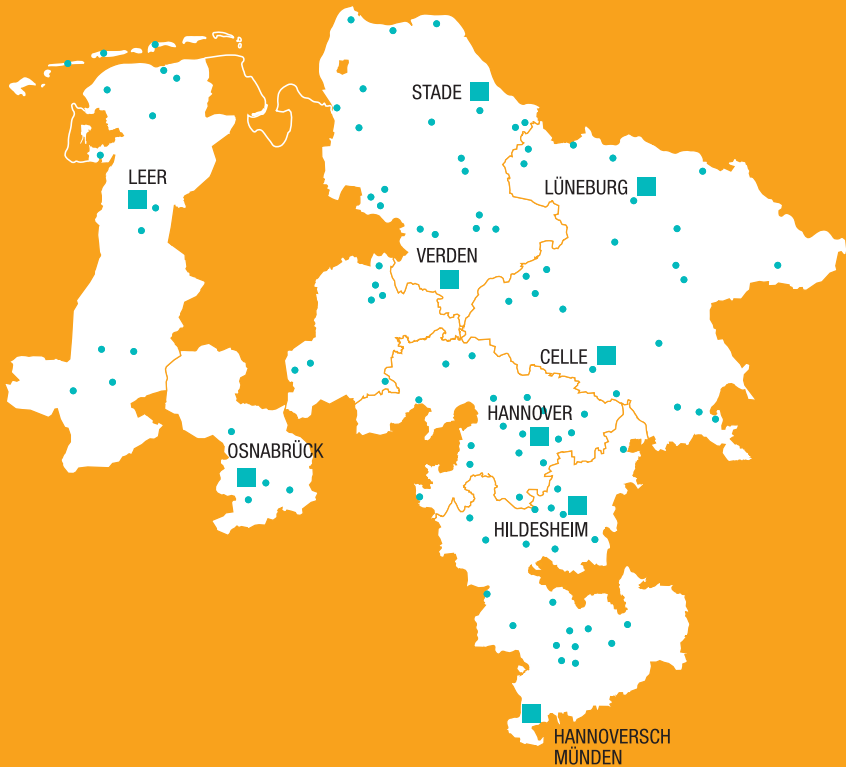 STADE
LEER
LÜNEBURG
VERDEN
CELLE
HANNOVER
OSNABRÜCK
HILDESHEIM
HANNOVERSCH
MÜNDEN